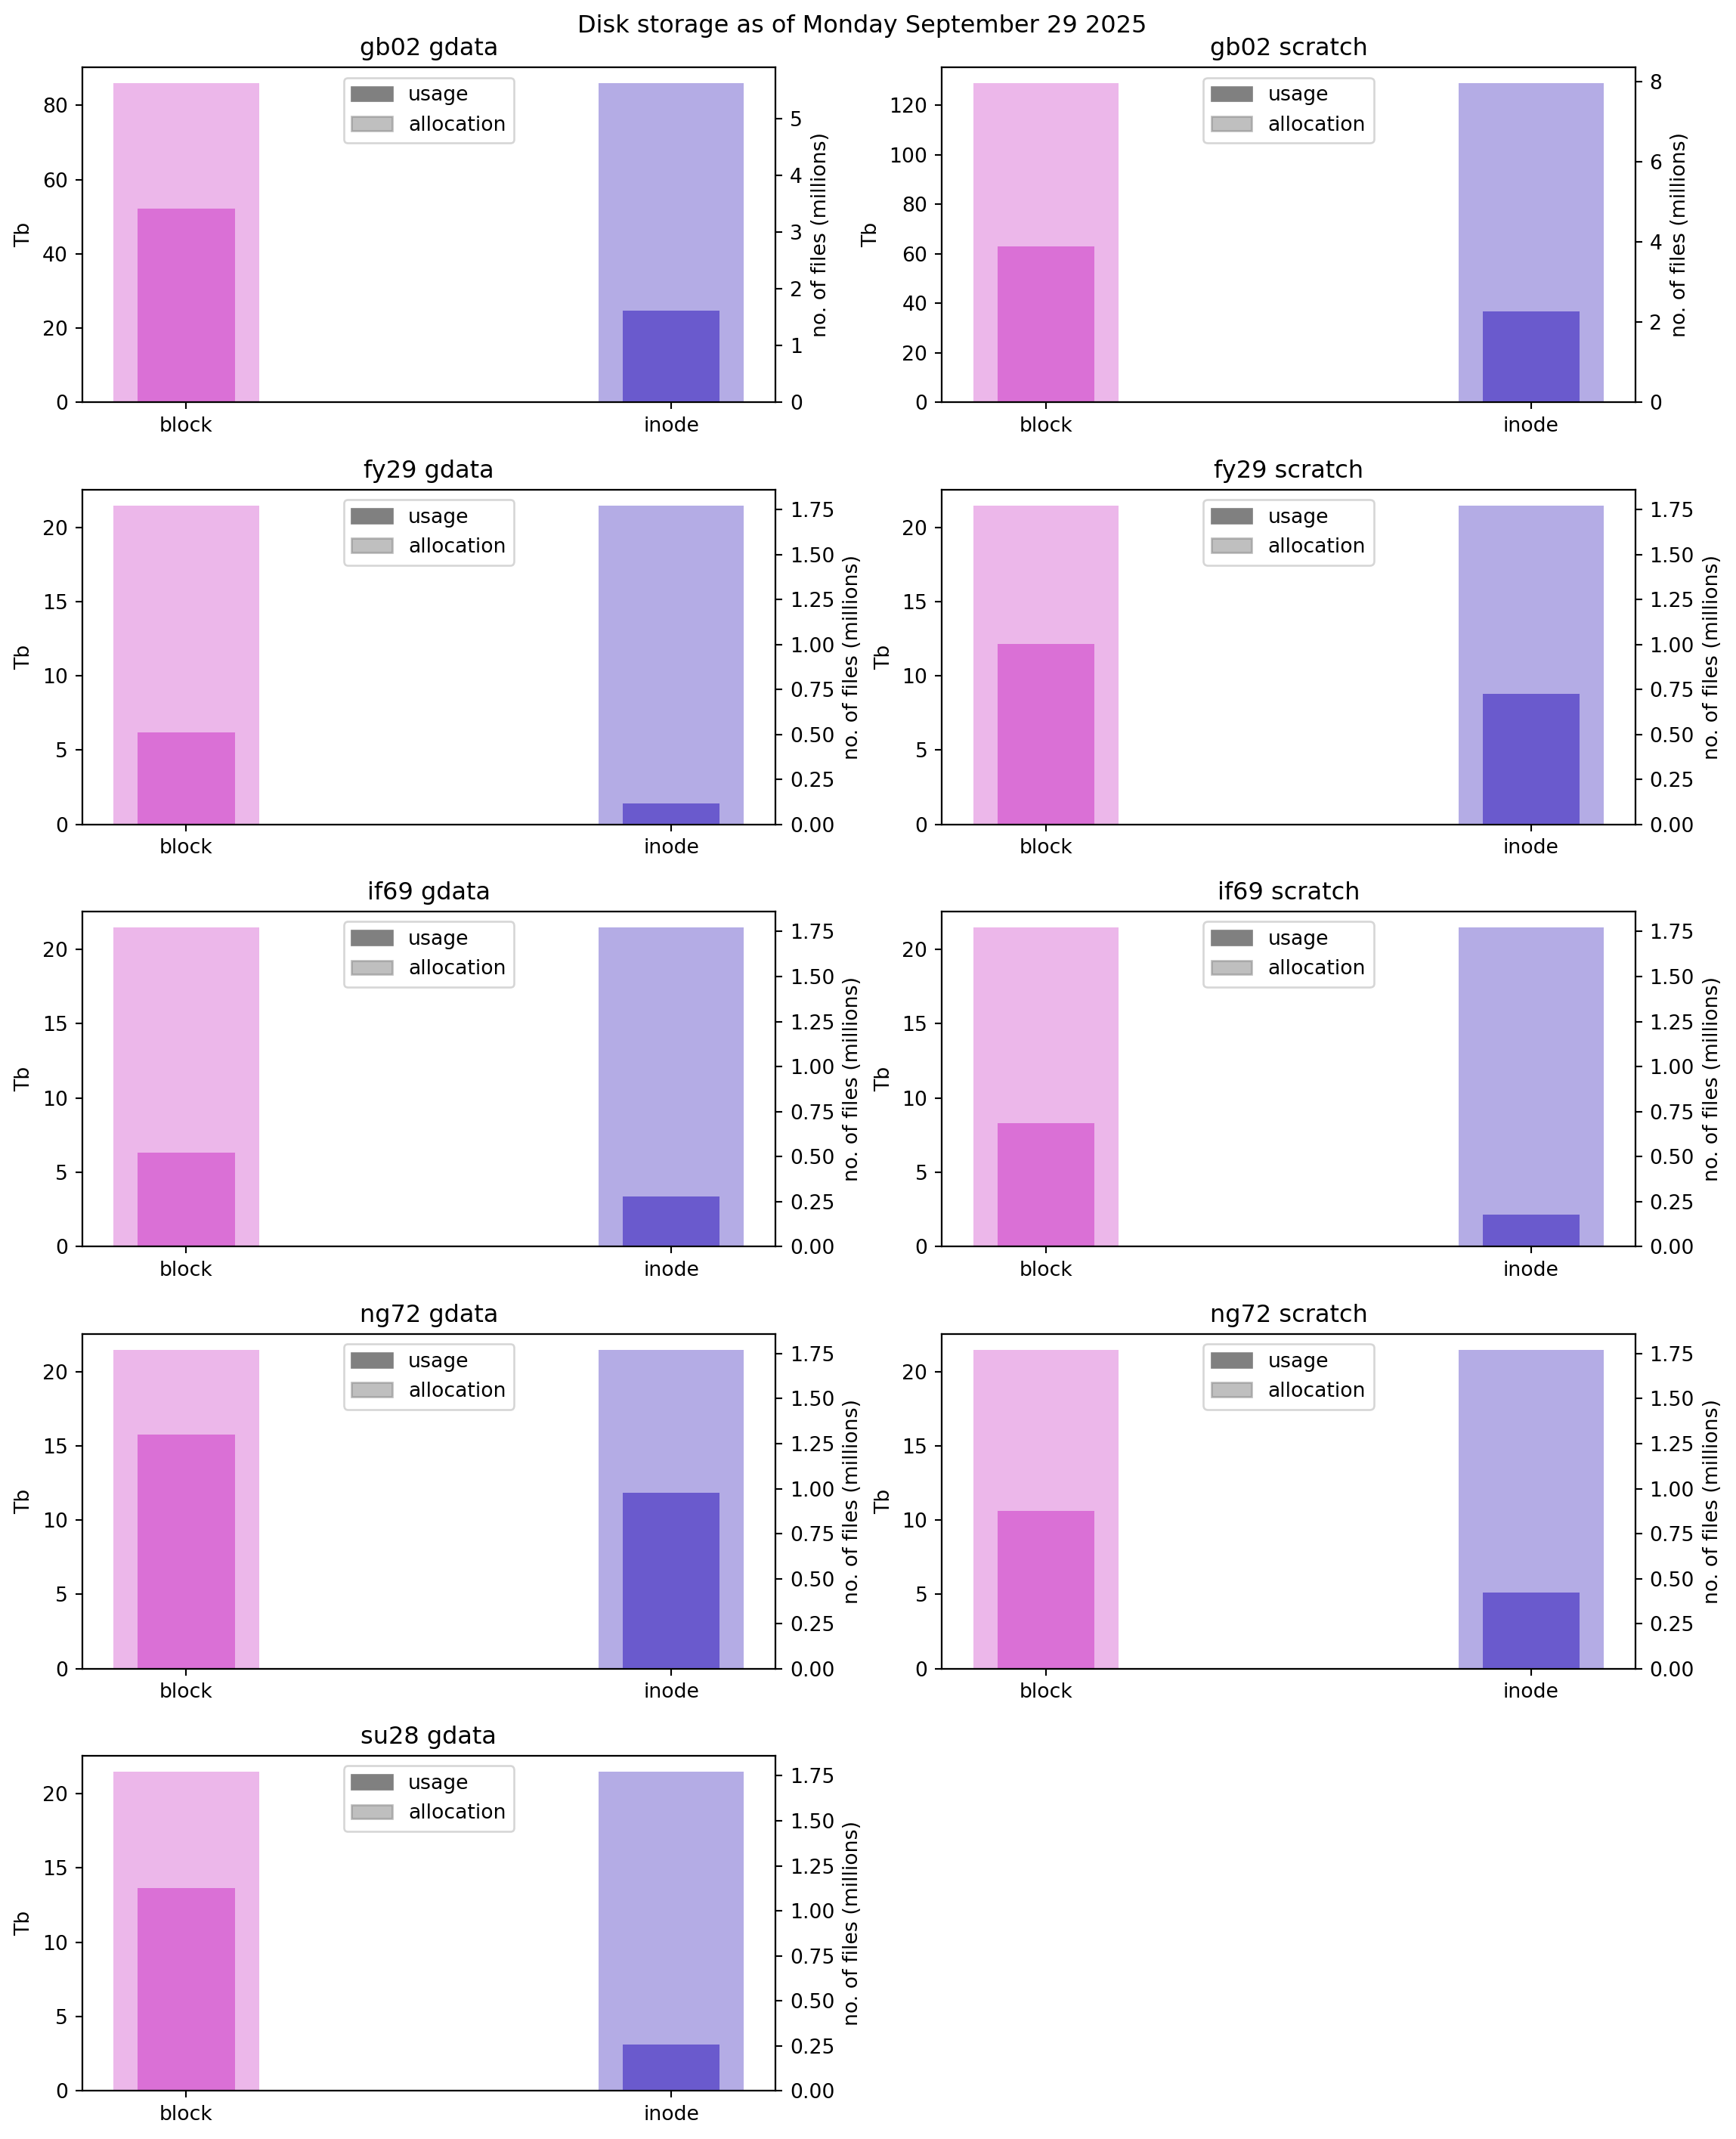 Disk storage as of Monday September 29 2025
gb02 gdata
usage
allocation
80
60
40
20
0
Tb
5
4
3
2
1
0
no. of files (millions)
block
inode
gb02 scratch
usage
allocation
120
100
80
60
40
20
0
Tb
8
6
4
2
0
no. of files (millions)
block
inode
fy29 gdata
usage
allocation
20
15
10
5
0
Tb
1.75
1.50
1.25
1.00
0.75
0.50
0.25
0.00
no. of files (millions)
block
inode
fy29 scratch
usage
allocation
20
15
10
5
0
Tb
1.75
1.50
1.25
1.00
0.75
0.50
0.25
0.00
no. of files (millions)
block
inode
if69 gdata
usage
allocation
20
15
10
5
0
Tb
1.75
1.50
1.25
1.00
0.75
0.50
0.25
0.00
no. of files (millions)
block
inode
if69 scratch
usage
allocation
20
15
10
5
0
Tb
1.75
1.50
1.25
1.00
0.75
0.50
0.25
0.00
no. of files (millions)
block
inode
ng72 gdata
usage
allocation
20
15
10
5
0
Tb
1.75
1.50
1.25
1.00
0.75
0.50
0.25
0.00
no. of files (millions)
block
inode
ng72 scratch
usage
allocation
20
15
10
5
0
Tb
1.75
1.50
1.25
1.00
0.75
0.50
0.25
0.00
no. of files (millions)
block
inode
su28 gdata
usage
allocation
20
15
10
5
0
Tb
1.75
1.50
1.25
1.00
0.75
0.50
0.25
0.00
no. of files (millions)
block
inode